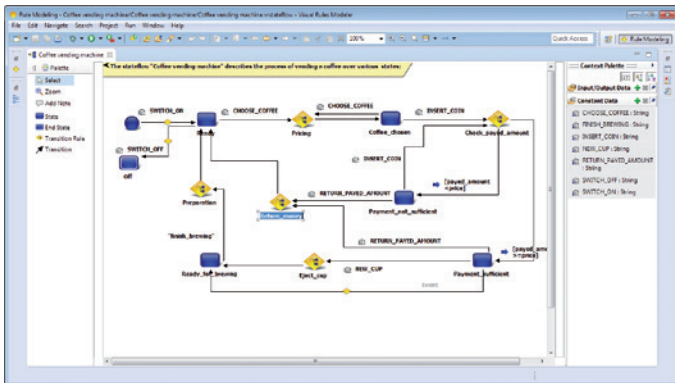 Rule Modeling - Coffee vending machine/Coffee vending machine/Coffee vending machine.stateflow - Visual Rules Modeler
File Edit Navigate Search Project Run Window Help
100%
Quick Access
Rule Modeling
Coffee vending machine
Palette
Select
Zoom
Add Note
State
End State
Transition Rule
Transition
The stateflow "Coffee vending machine" describes the process of vending a coffee over various states:
SWITCH_ON
Ready
CHOOSE_COFFEE
Pricing
CHOOSE_COFFEE
Coffee_chosen
INSERT_COIN
Check_payed_amount
SWITCH_OFF
Off
INSERT_COIN
Preparation
Return_money
RETURN_PAYED_AMOUNT
Payment_not_sufficient
[payed_amount
<price]
RETURN_PAYED_AMOUNT
"finish_brewing"
Ready_for_brewing
Eject_cup
NEW_CUP
Payment_sufficient
[payed_amo
>=price]
Context Palette
Input/Output Data
Constant Data
CHOOSE_COFFEE : String
FINISH_BREWING : String
INSERT_COIN : String
NEW_CUP : String
RETURN_PAYED_AMOUNT
: String
SWITCH_OFF : String
SWITCH_ON : String